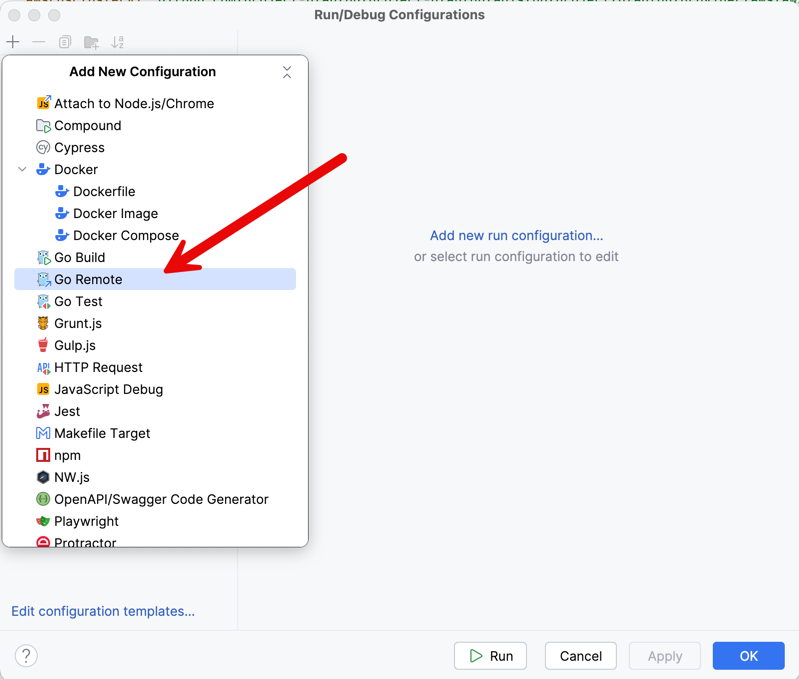 Run/Debug Configurations
Add New Configuration
Attach to Node.js/Chrome
Compound
Cypress
Docker
Dockerfile
Docker Image
Docker Compose
Go Build
Go Remote
Go Test
Grunt.js
Gulp.js
HTTP Request
JavaScript Debug
Jest
Makefile Target
npm
NW.js
OpenAPI/Swagger Code Generator
Playwright
Protractor
Add new run configuration...
or select run configuration to edit
Edit configuration templates...
? Run Cancel Apply OK